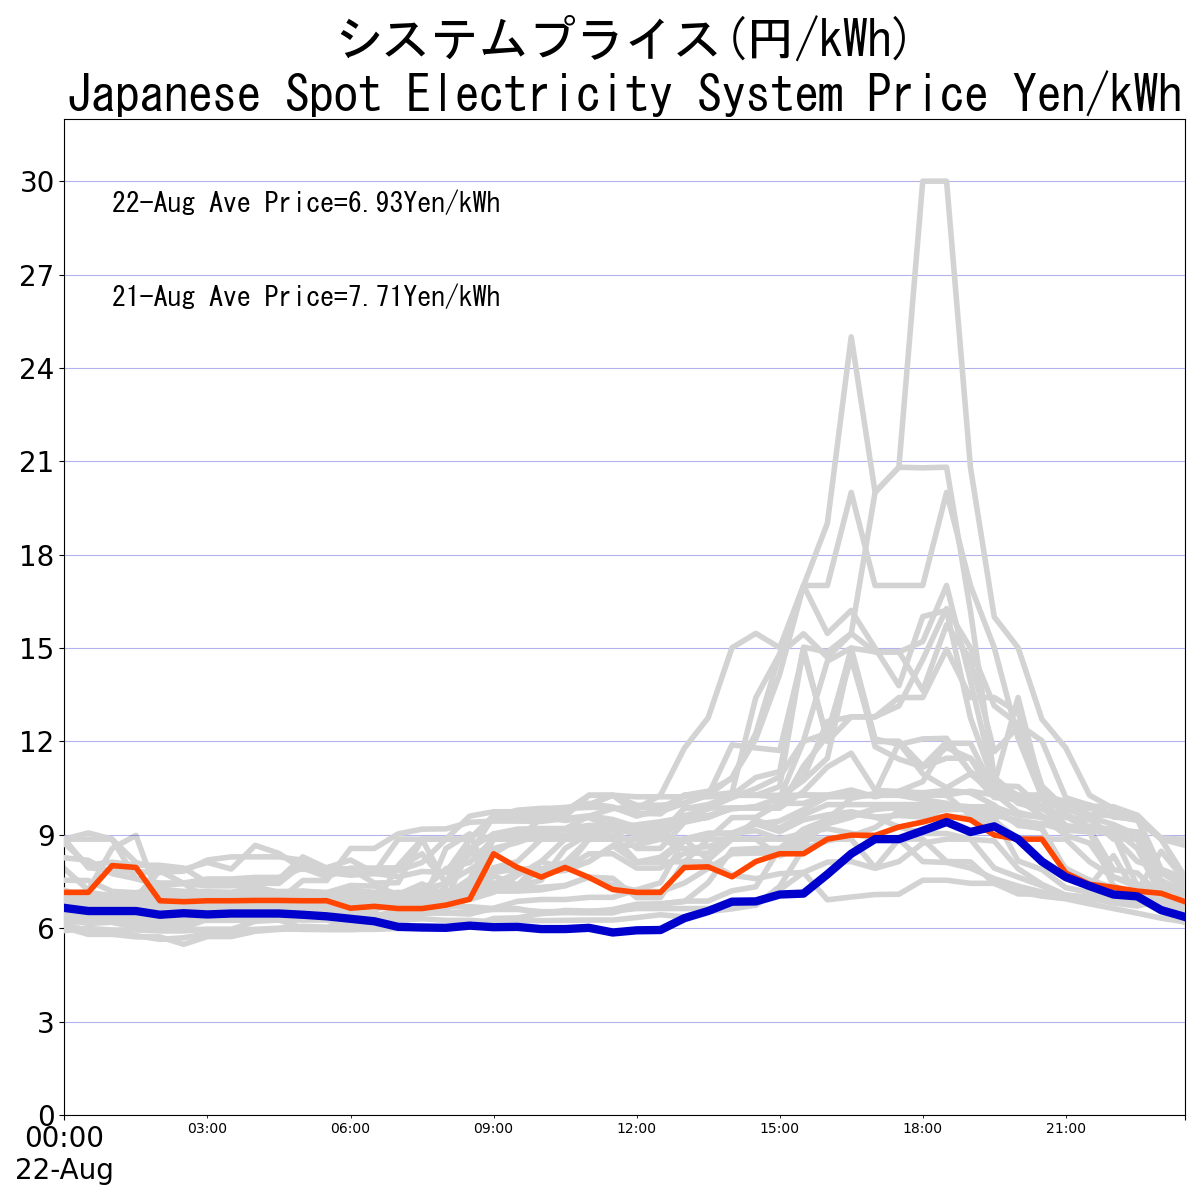 システムプライス(円/kWh)
Japanese Spot Electricity System Price Yen/kWh
30
22-Aug Ave Price=6.93Yen/kWh
27
21-Aug Ave Price=7.71Yen/kWh
24
21
18
15
12
9
6
3
0
00:00 03:00 06:00 09:00 12:00 15:00 18:00 21:00
22-Aug